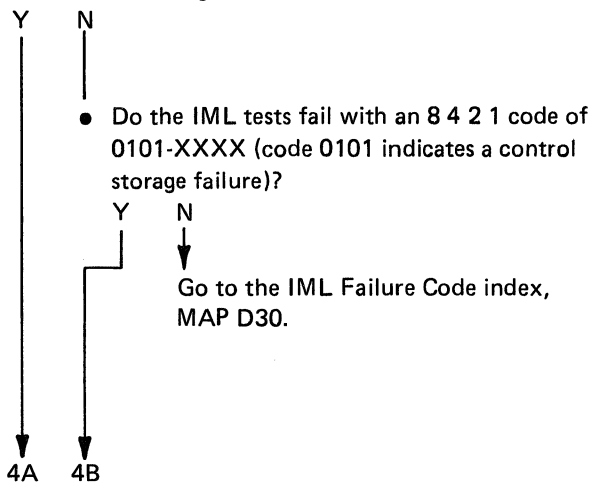 Y N
• Do the IML tests fail with an 8 4 2 1 code of
0101-XXXX (code 0101 indicates a control
storage failure)?
Y N
Go to the IML Failure Code index,
MAP D30.
4A 4B